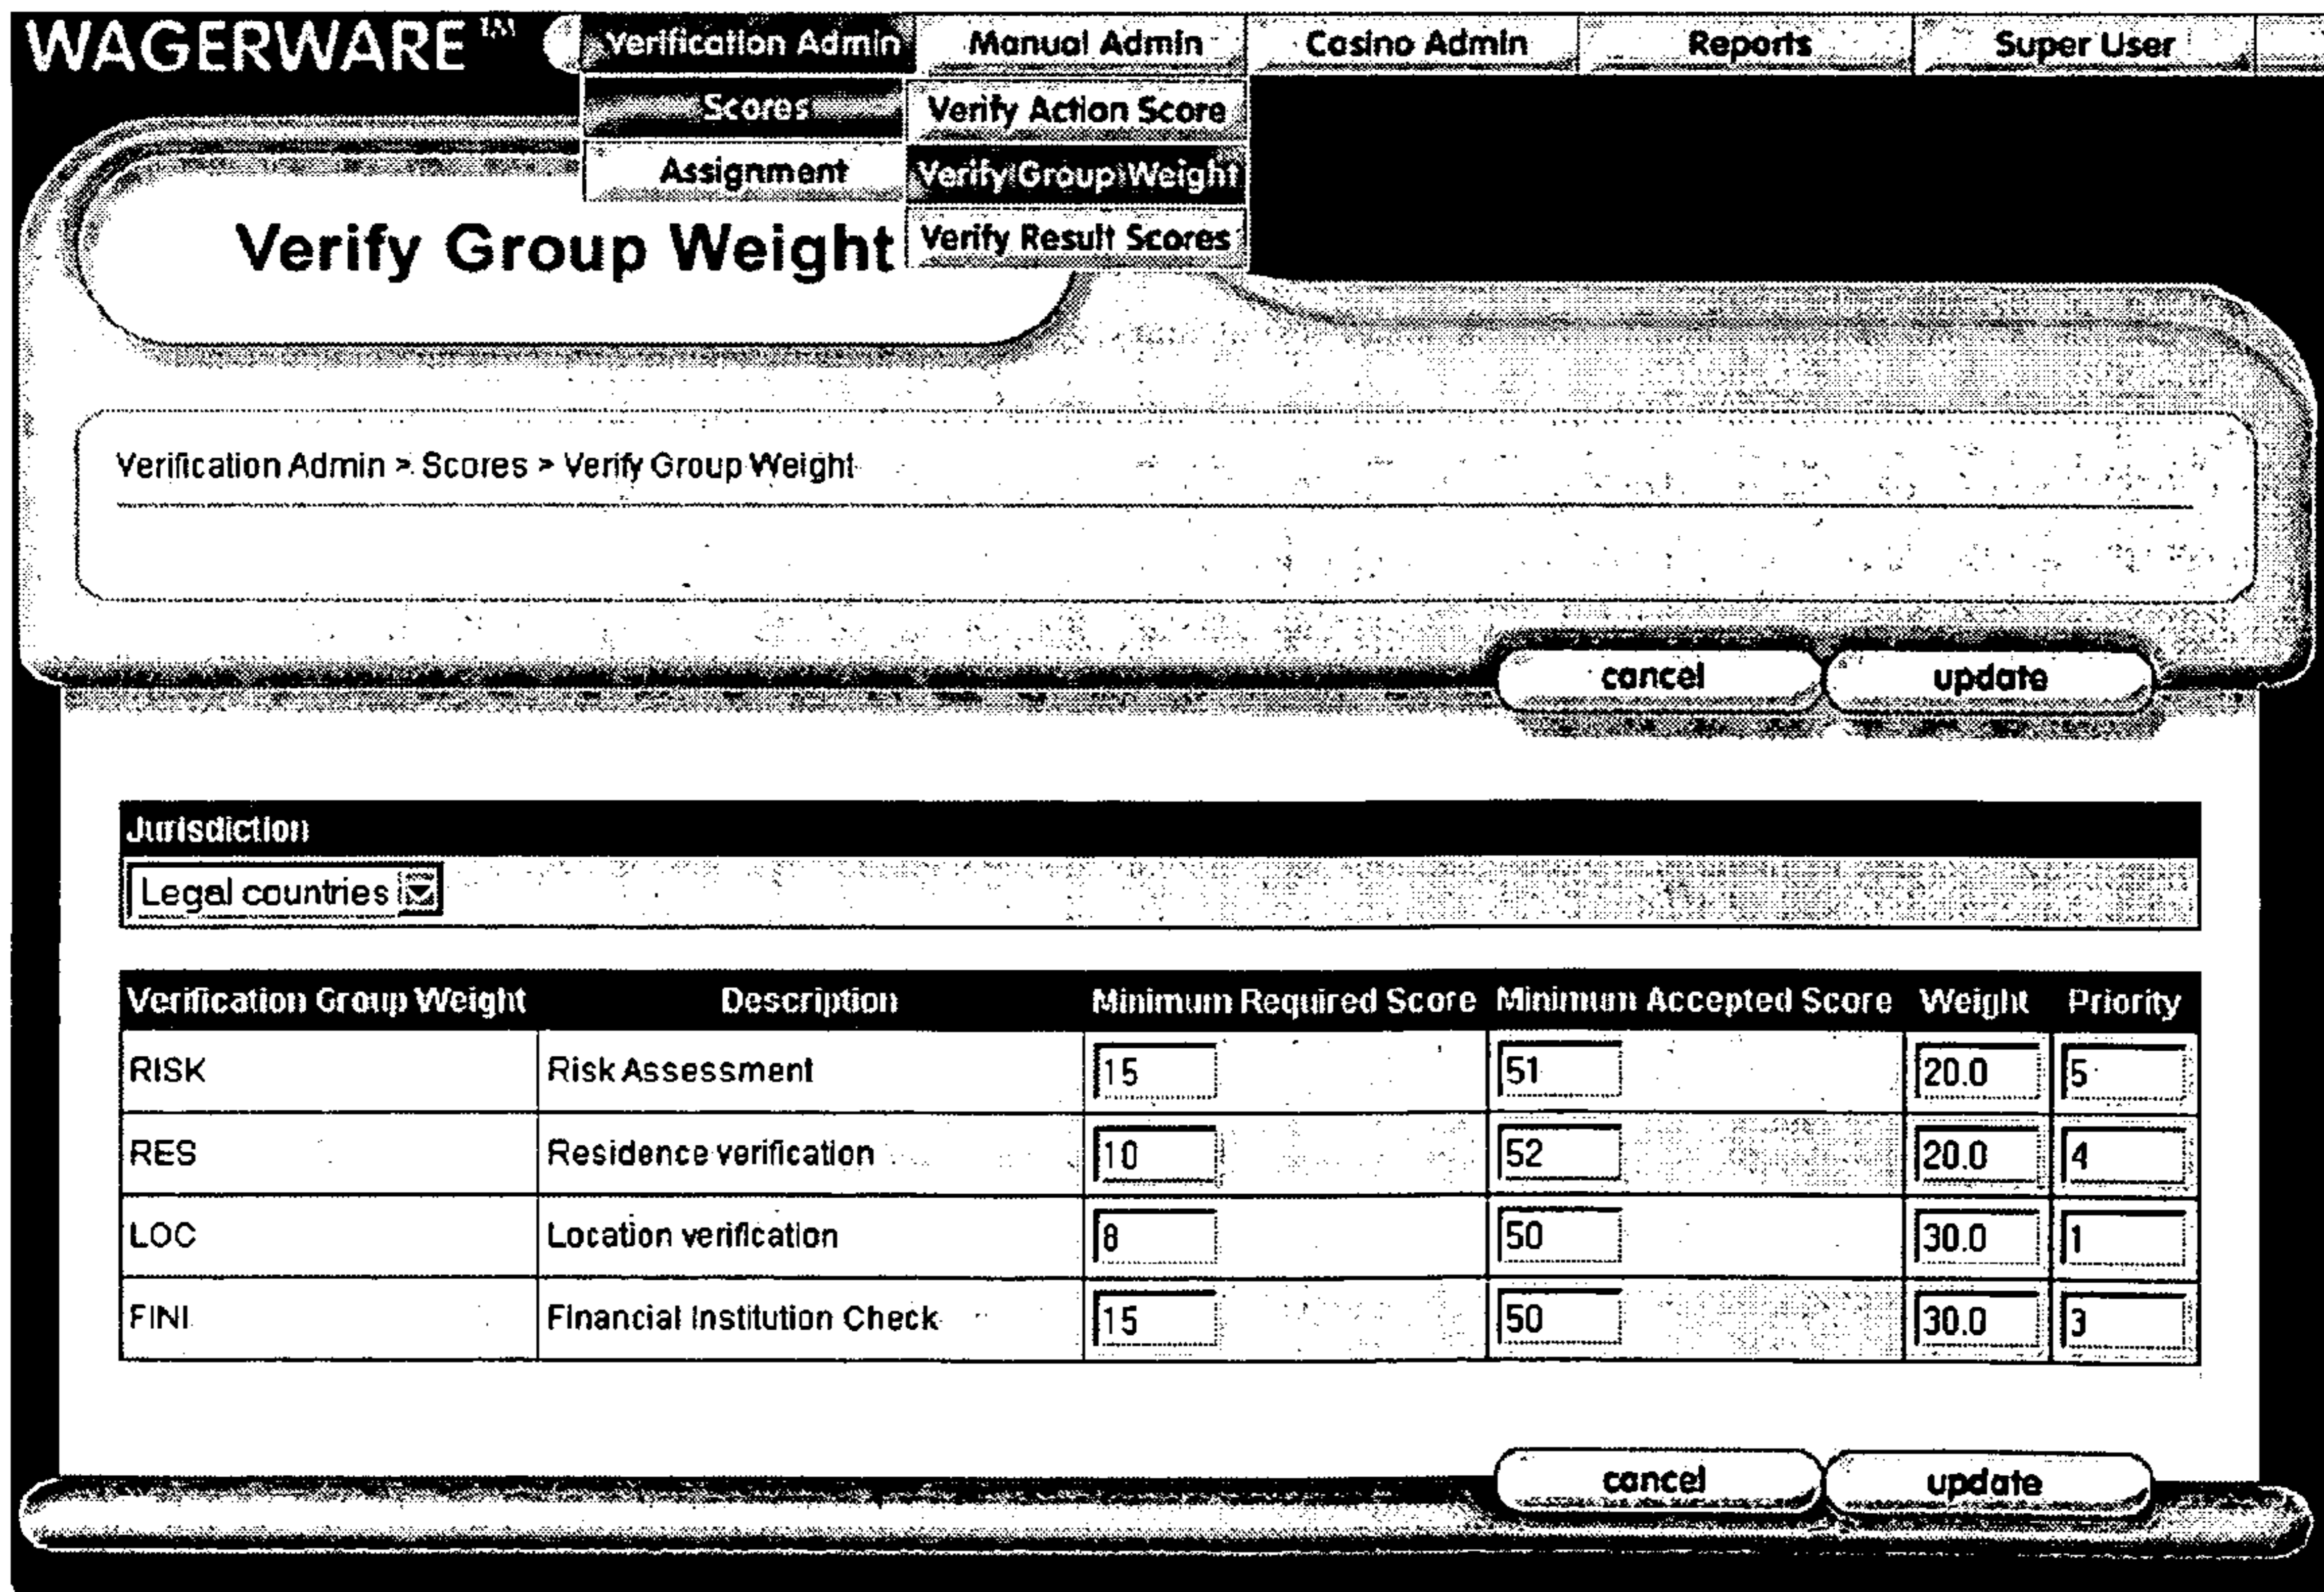 WAGERWARE™ Verification Admin Manual Admin Casino Admin Reports Super User
Scores Verify Action Score
Assignment Verify Group Weight
Verify Group Weight Verify Result Scores
Verification Admin > Scores > Verify Group Weight
cancel update
Jurisdiction
Legal countries
Verification Group Weight Description Minimum Required Score Minimum Accepted Score Weight Priority
RISK Risk Assessment 15 51 20.0 5
RES Residence verification 10 52 20.0 4
LOC Location verification 8 50 30.0 1
FINI Financial Institution Check 15 50 30.0 3
cancel update